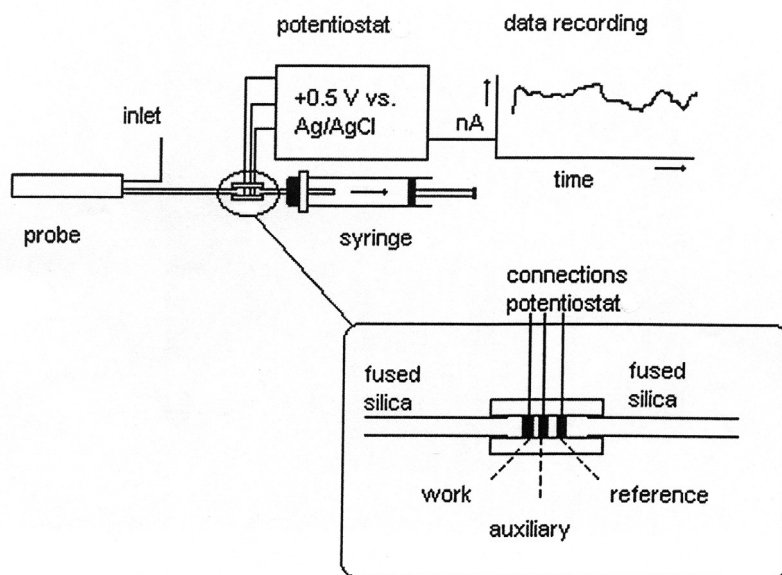 potentiostat
data recording
+0.5 V vs.
Ag/AgCl
nA
inlet
time
probe
syringe
connections
potentiostat
fused
silica
fused
silica
work
reference
auxiliary